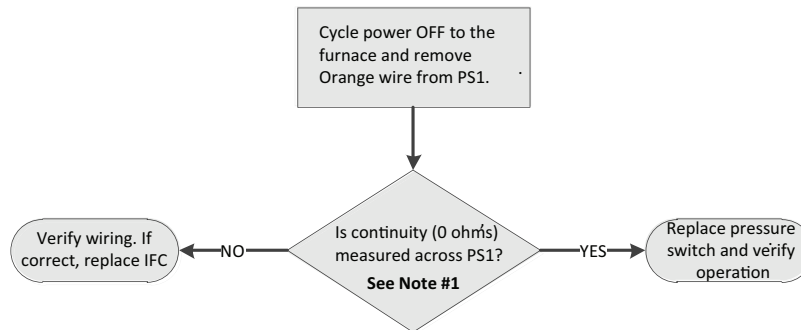 Cycle power OFF to the
furnace and remove
Orange wire from PS1.
Is continuity (0 ohms)
measured across PS1?
See Note #1
NO
Verify wiring. If
correct, replace IFC
YES
Replace pressure
switch and verify
operation